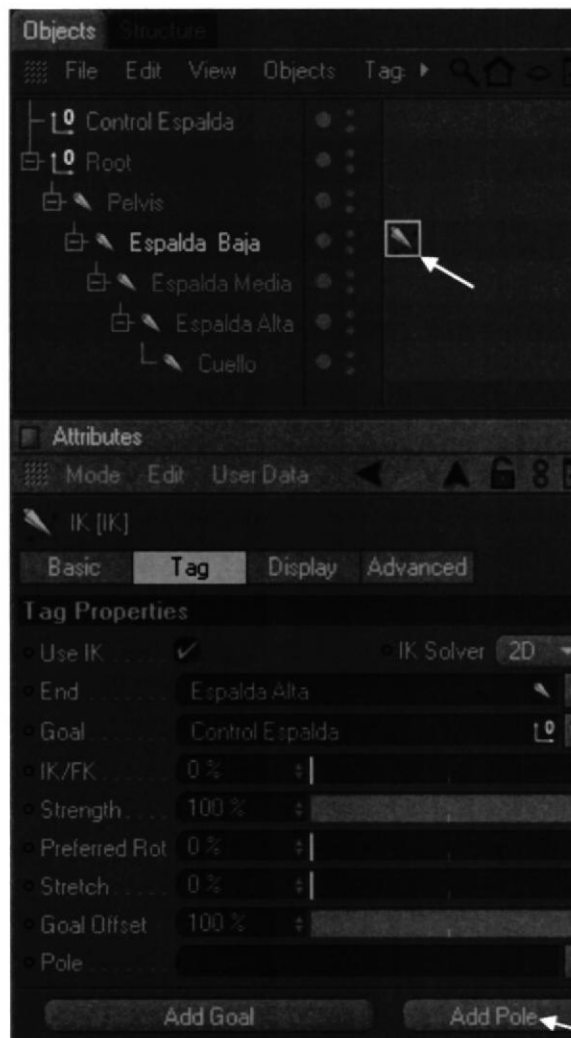 Objects Structure
File Edit View Objects Tag
Control Espalda
Root
Pelvis
Espalda Baja
Espalda Media
Espalda Alta
Cuello
Attributes
Mode Edit User Data
IK [IK]
Basic Tag Display Advanced
Tag Properties
Use IK IK Solver 2D
End Espalda Alta
Goal Control Espalda
IK/FK 0 %
Strength 100 %
Preferred Rot 0 %
Stretch 0 %
Goal Offset 100 %
Pole
Add Goal Add Pole